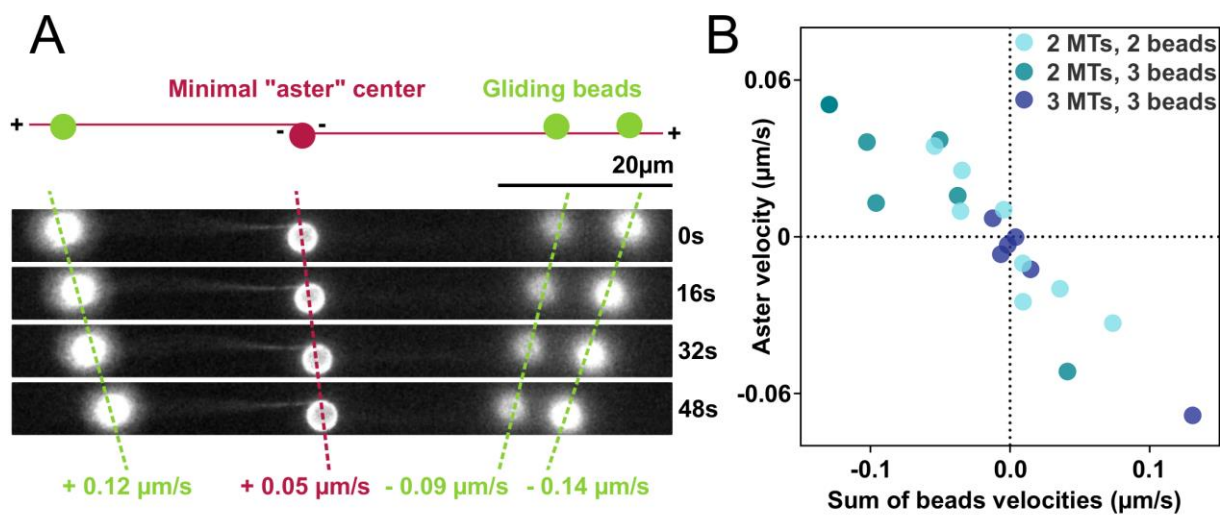 A
Minimal "aster" center
Gliding beads
+
-
-
+
20μm
0s
16s
32s
48s
+ 0.12 μm/s
+ 0.05 μm/s
- 0.09 μm/s
- 0.14 μm/s
B
2 MTs, 2 beads
2 MTs, 3 beads
3 MTs, 3 beads
0.06
0
-0.06
Aster velocity (μm/s)
-0.1
0.0
0.1
Sum of beads velocities (μm/s)